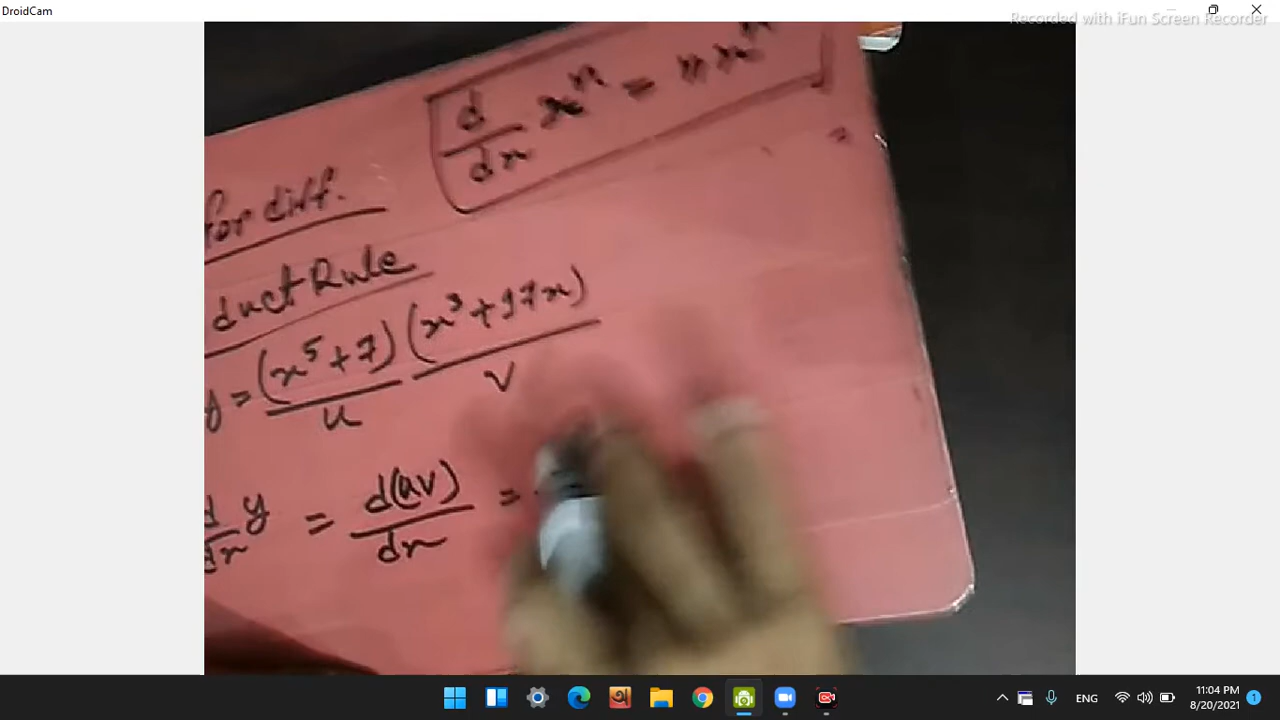 DroidCam
Recorded with iFun Screen Recorder
d/dx x^n = n x^n
for diff.
duct Rule
y = (x^5 + 7) (x^3 + 17x)
u v
d/dx y = d(uv)/dx =
ENG
11:04 PM
8/20/2021
1